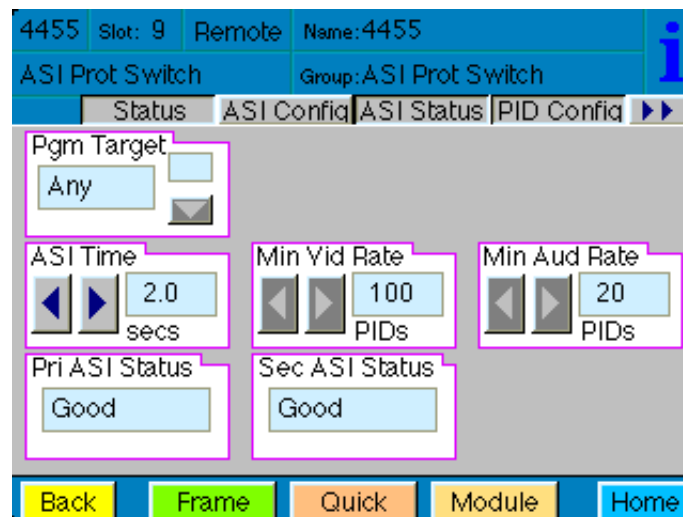 4455 Slot: 9 Remote Name:4455
ASI Prot Switch Group:ASI Prot Switch
Status ASI Config ASI Status PID Config
Pgm Target
Any
ASI Time Min Vid Rate Min Aud Rate
2.0 100 20
secs PIDs PIDs
Pri ASI Status Sec ASI Status
Good Good
Back Frame Quick Module Home